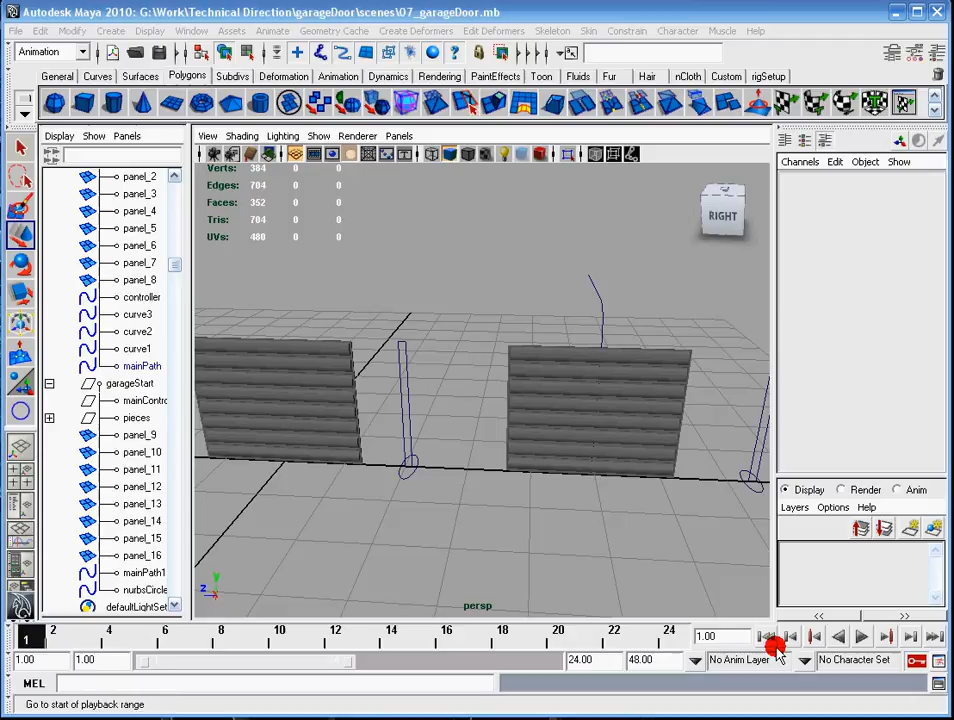 Autodesk Maya 2010: G:\Work\Technical Direction\garageDoor\scenes\07_garageDoor.mb
File Edit Modify Create Display Window Assets Animate Geometry Cache Create Deformers Edit Deformers Skeleton Skin Constrain Character Muscle Help
Animation
General Curves Surfaces Polygons Subdivs Deformation Animation Dynamics Rendering PaintEffects Toon Fluids Fur Hair nCloth Custom rigSetup
Display Show Panels
View Shading Lighting Show Renderer Panels
Channels Edit Object Show
Verts: 384 0 0
Edges: 704 0 0
Faces: 352 0 0
Tris: 704 0 0
UVs: 480 0 0
RIGHT
panel_2
panel_3
panel_4
panel_5
panel_6
panel_7
panel_8
controller
curve3
curve2
curve1
mainPath
garageStart
mainContro
pieces
panel_9
panel_10
panel_11
panel_12
panel_13
panel_14
panel_15
panel_16
mainPath1
nurbsCircle
defaultLightSet
y
z
persp
Display Render Anim
Layers Options Help
<< >>
1 2 4 6 8 10 12 14 16 18 20 22 24 1.00
1.00 1.00 24.00 48.00 No Anim Layer No Character Set
MEL
Go to start of playback range